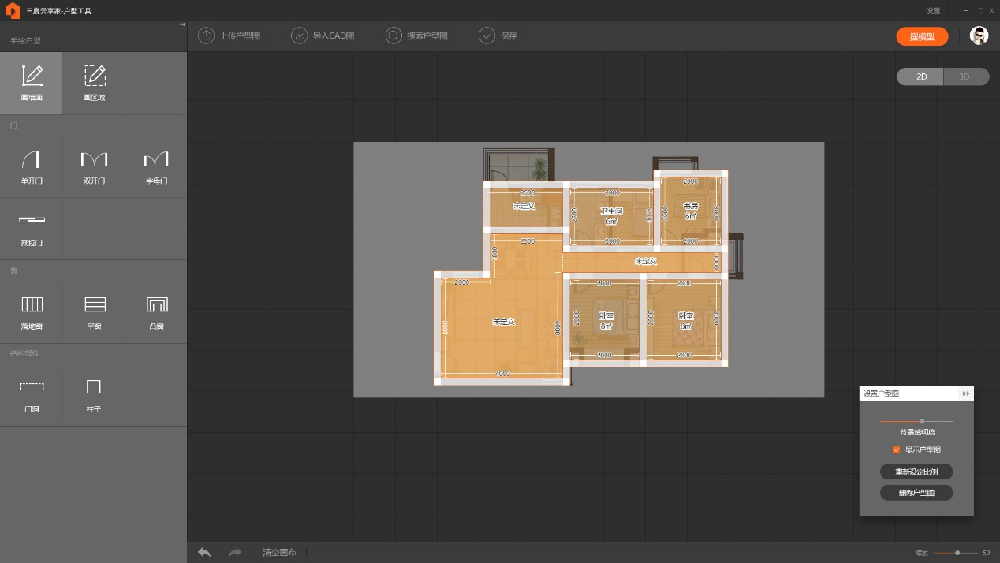 三度云享家-户型工具
设置
手绘户型
上传户型图
导入CAD图
搜索户型图
保存
摆模型
2D
3D
画墙面
画区域
门
单开门
双开门
字母门
推拉门
窗
落地窗
平窗
凸窗
结构部件
门洞
柱子
2500
未定义
3000
卫生间
6㎡
2500
2500
3000
2000
书房
6㎡
3000
3000
2000
2500
1800
未定义
1000
2000
未定义
4000
4000
4000
2000
卧室
8㎡
2000
2000
卧室
8㎡
2000
设置户型图
背景透明度
显示户型图
重新设定比例
删除户型图
清空画布
缩放
50